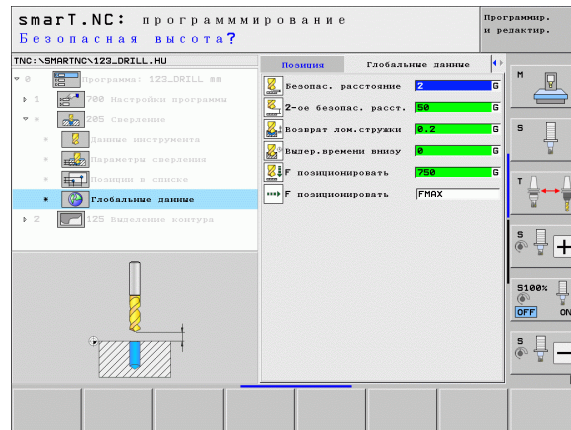 smarT.NC: программмирование
Программир.
и редактир.
Безопасная высота?
TNC:\SMARTNC\123_DRILL.HU
0 Программа: 123_DRILL mm
1 700 Настройки программы
* 205 Сверление
* Данные инструмента
* Параметры сверления
* Позиции в списке
* Глобальные данные
2 125 Выделение контура
Позиция
Глобальные данные
Безопас. расстояние 2 G
2-ое безопас. расст. 50 G
Возврат лом.стружки 0.2 G
Выдер.времени внизу 0 G
F позиционировать 750 G
F позиционировать FMAX
M
S
T
S
S100%
OFF ON
S